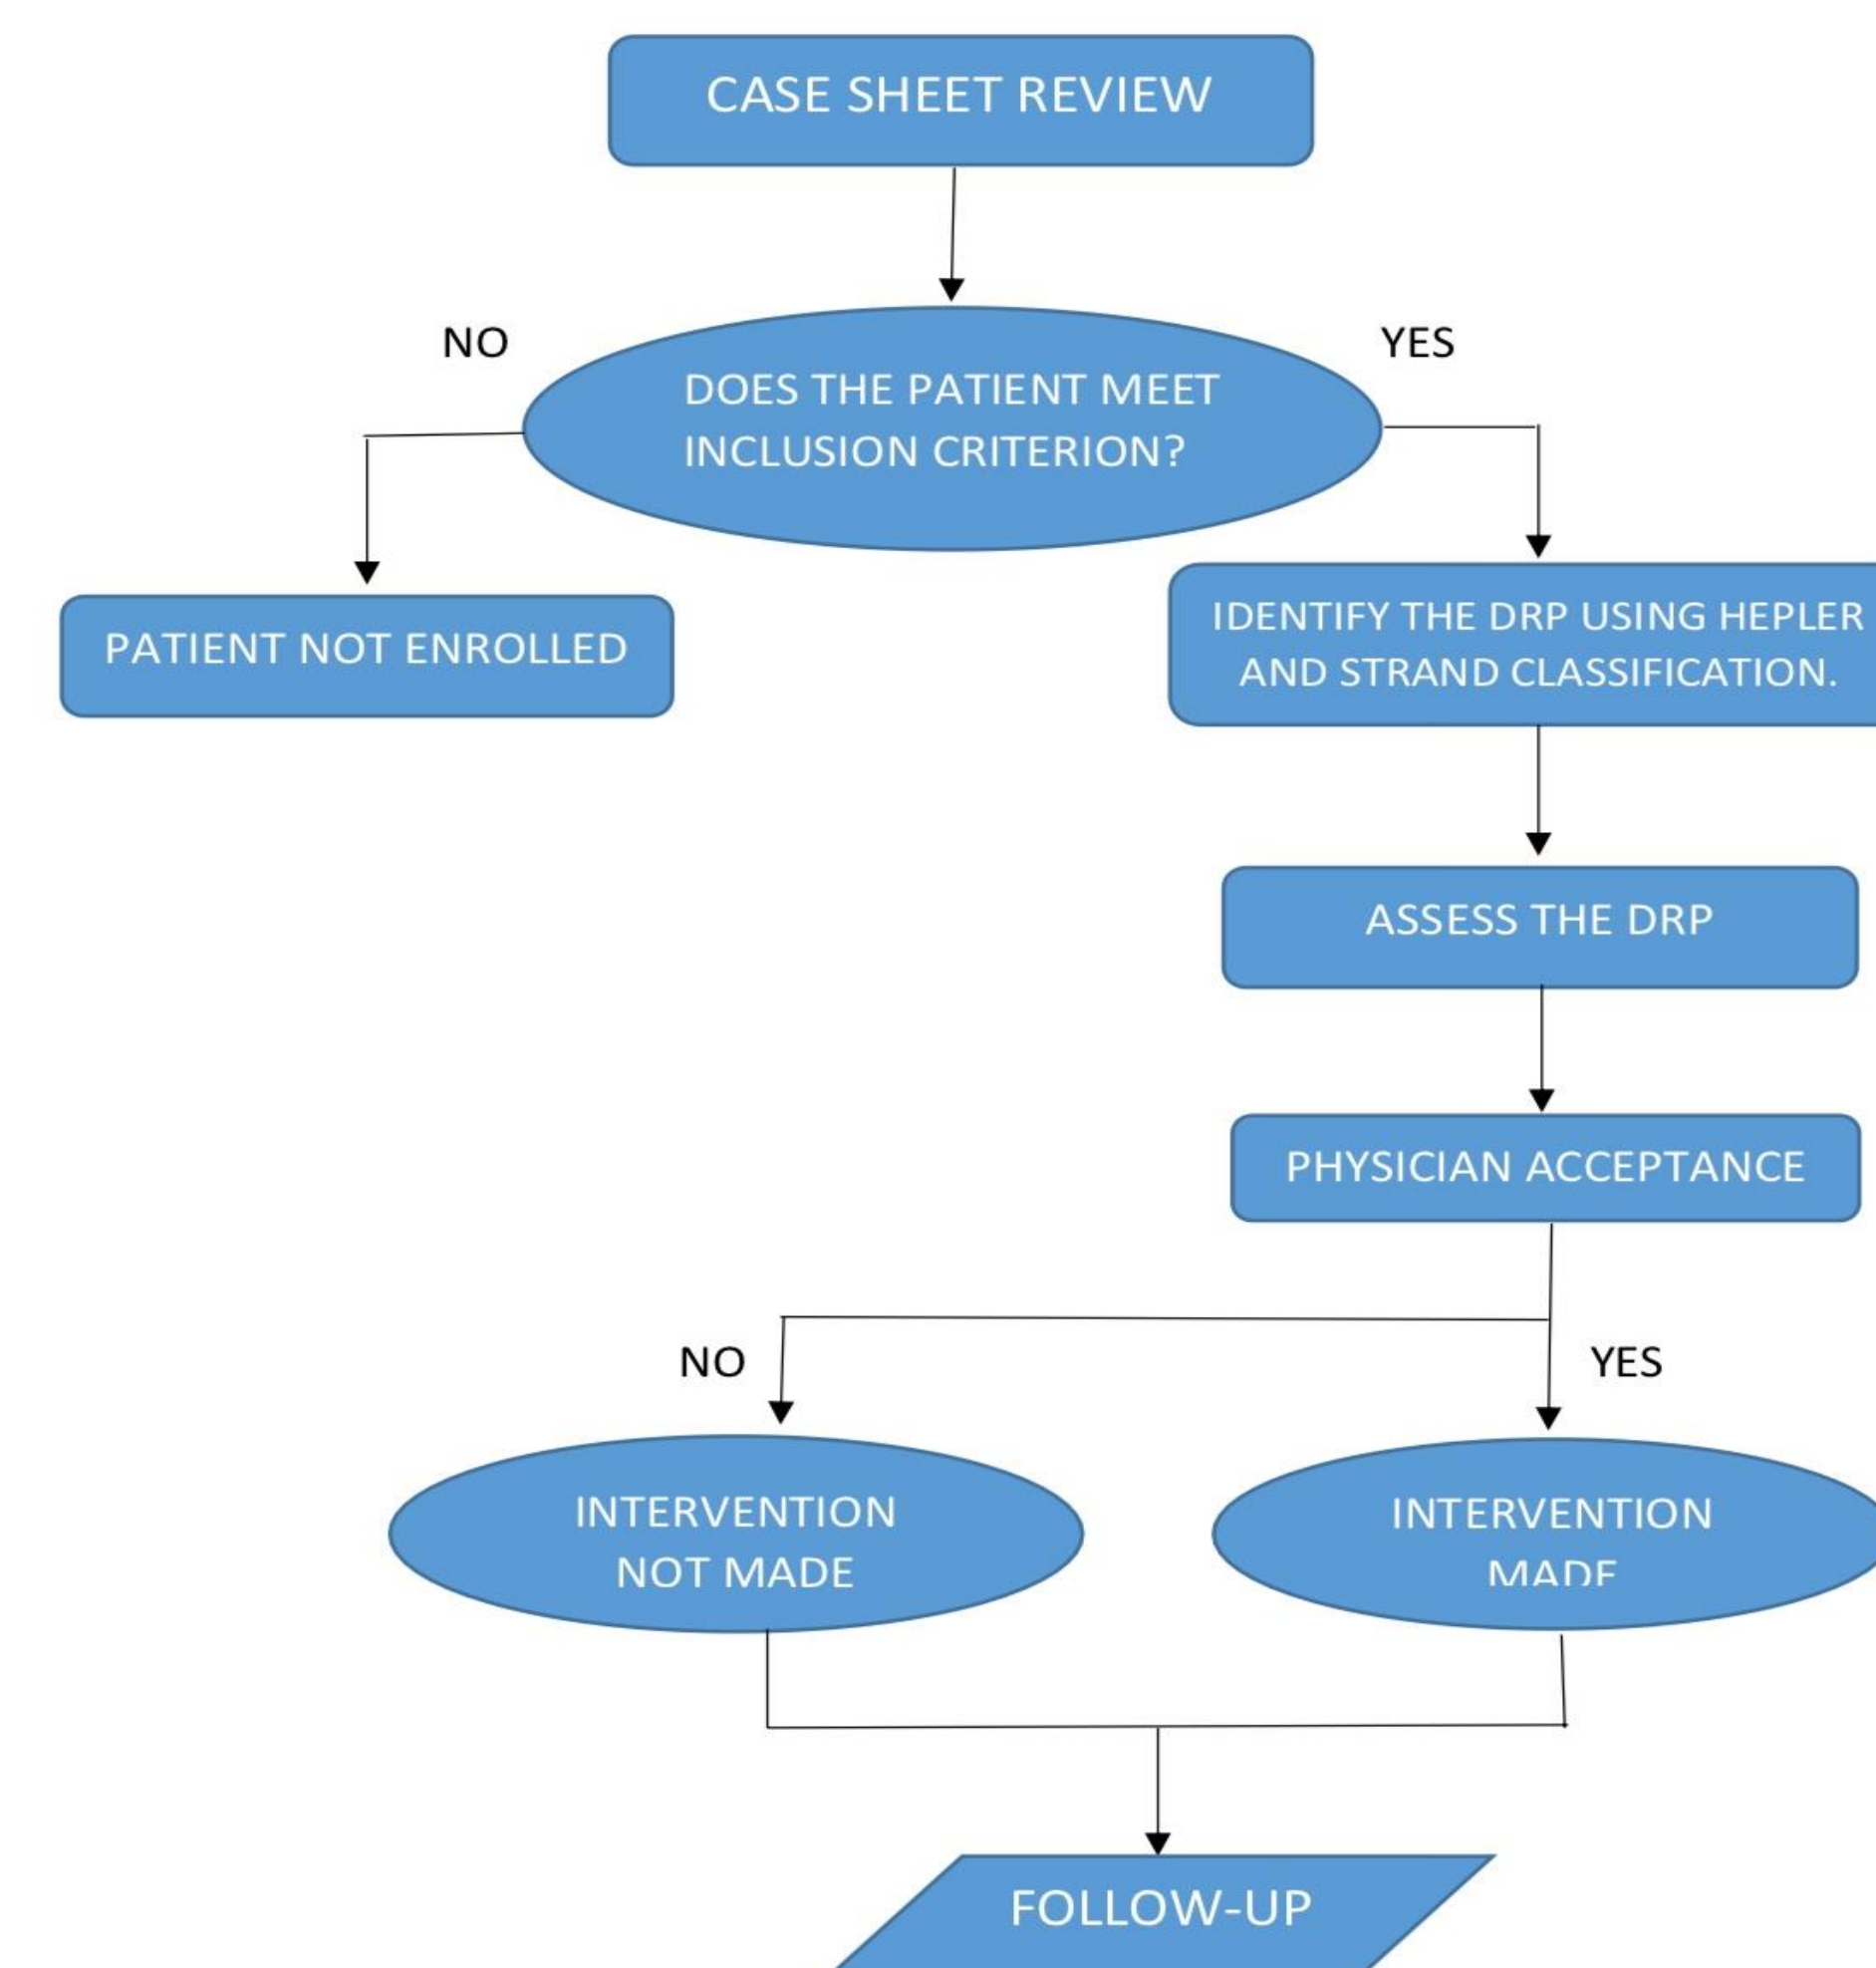 CASE SHEET REVIEW
NO
YES
DOES THE PATIENT MEET
INCLUSION CRITERION?
PATIENT NOT ENROLLED
IDENTIFY THE DRP USING HEPLER
AND STRAND CLASSIFICATION.
ASSESS THE DRP
PHYSICIAN ACCEPTANCE
NO
YES
INTERVENTION
NOT MADE
INTERVENTION
MADE
FOLLOW-UP